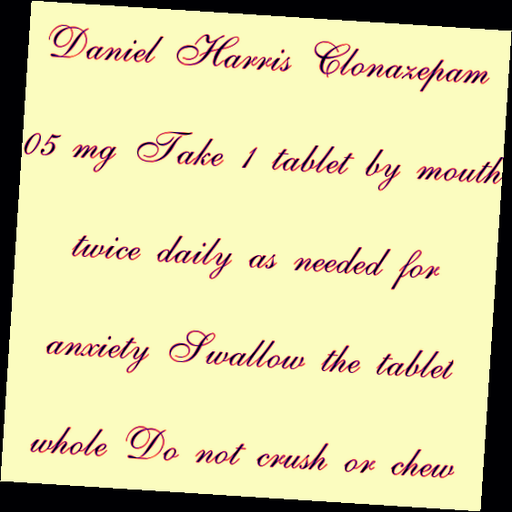 Daniel Harris Clonazepam
05 mg Take 1 tablet by mouth
twice daily as needed for
anxiety Swallow the tablet
whole Do not crush or chew